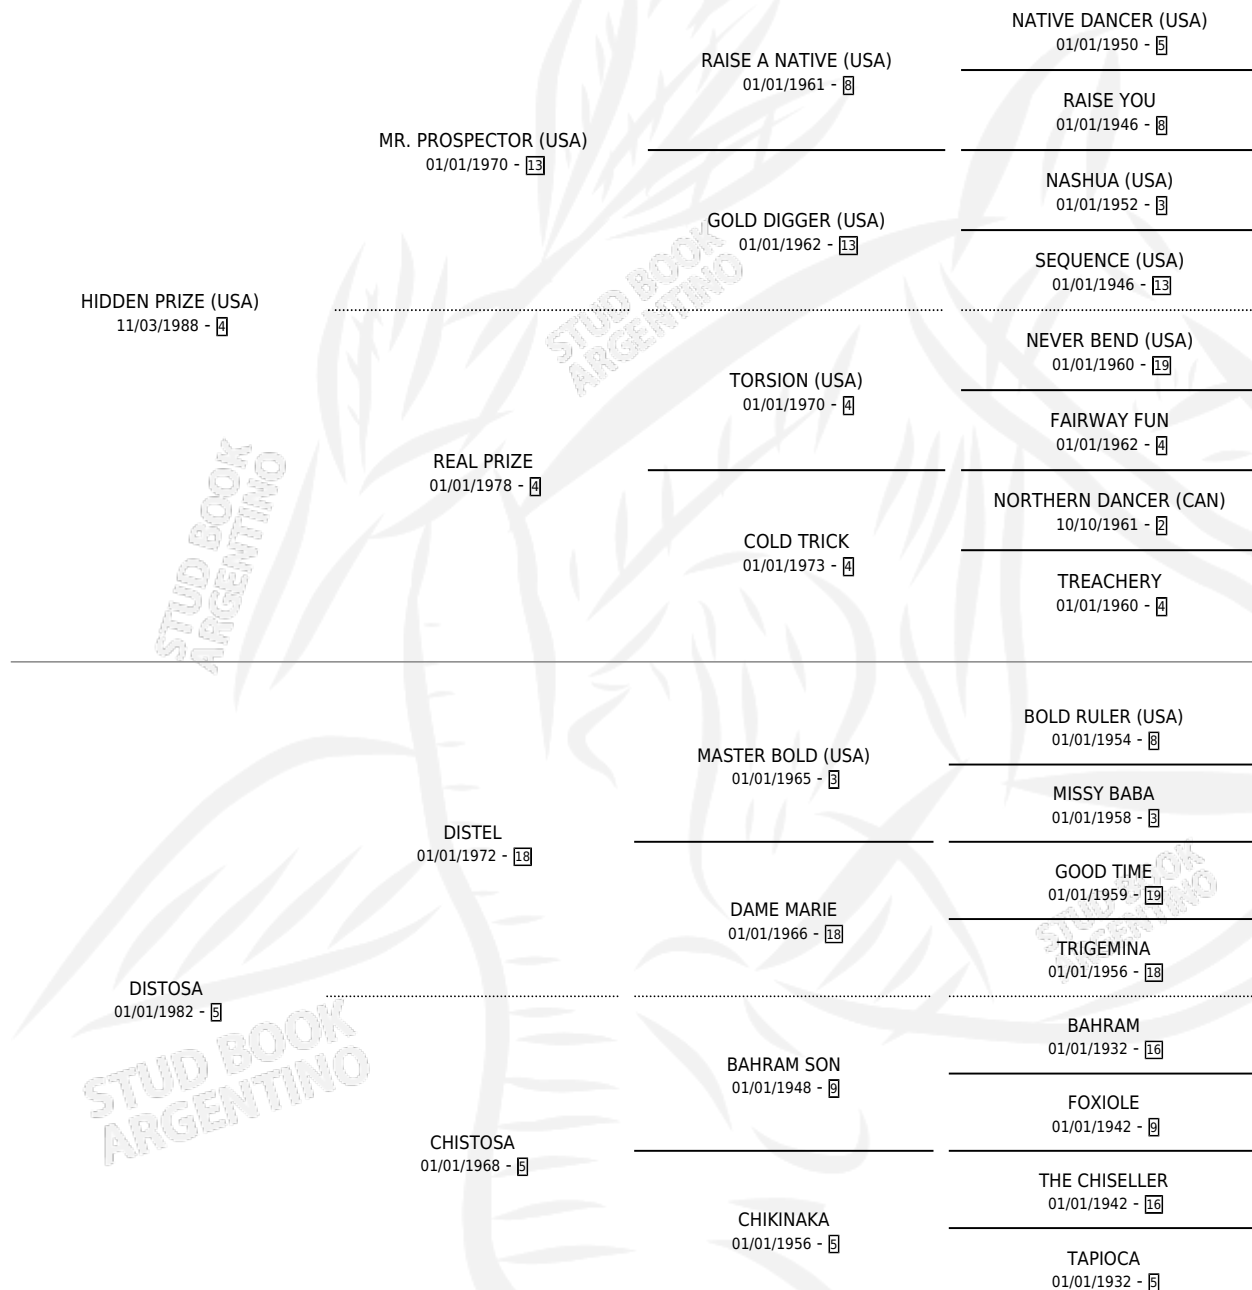 NATIVE DANCER (USA)
01/01/1950 - 5
RAISE A NATIVE (USA)
01/01/1961 - 8
RAISE YOU
01/01/1946 - 8
MR. PROSPECTOR (USA)
01/01/1970 - 13
NASHUA (USA)
01/01/1952 - 3
GOLD DIGGER (USA)
01/01/1962 - 13
SEQUENCE (USA)
01/01/1946 - 13
HIDDEN PRIZE (USA)
11/03/1988 - 4
NEVER BEND (USA)
01/01/1960 - 19
TORSION (USA)
01/01/1970 - 4
FAIRWAY FUN
01/01/1962 - 4
REAL PRIZE
01/01/1978 - 4
NORTHERN DANCER (CAN)
10/10/1961 - 2
COLD TRICK
01/01/1973 - 4
TREACHERY
01/01/1960 - 4
BOLD RULER (USA)
01/01/1954 - 8
MASTER BOLD (USA)
01/01/1965 - 3
MISSY BABA
01/01/1958 - 3
DISTEL
01/01/1972 - 18
GOOD TIME
01/01/1959 - 19
DAME MARIE
01/01/1966 - 18
TRIGEMINA
01/01/1956 - 18
DISTOSA
01/01/1982 - 5
BAHRAM
01/01/1932 - 16
BAHRAM SON
01/01/1948 - 9
FOXIOLE
01/01/1942 - 9
CHISTOSA
01/01/1968 - 5
THE CHISELLER
01/01/1942 - 16
CHIKINAKA
01/01/1956 - 5
TAPIOCA
01/01/1932 - 5
STUD BOOK
ARGENTINO
STUD BOOK
ARGENTINO
STUD BOOK
ARGENTINO
STUD BOOK
ARGENTINO